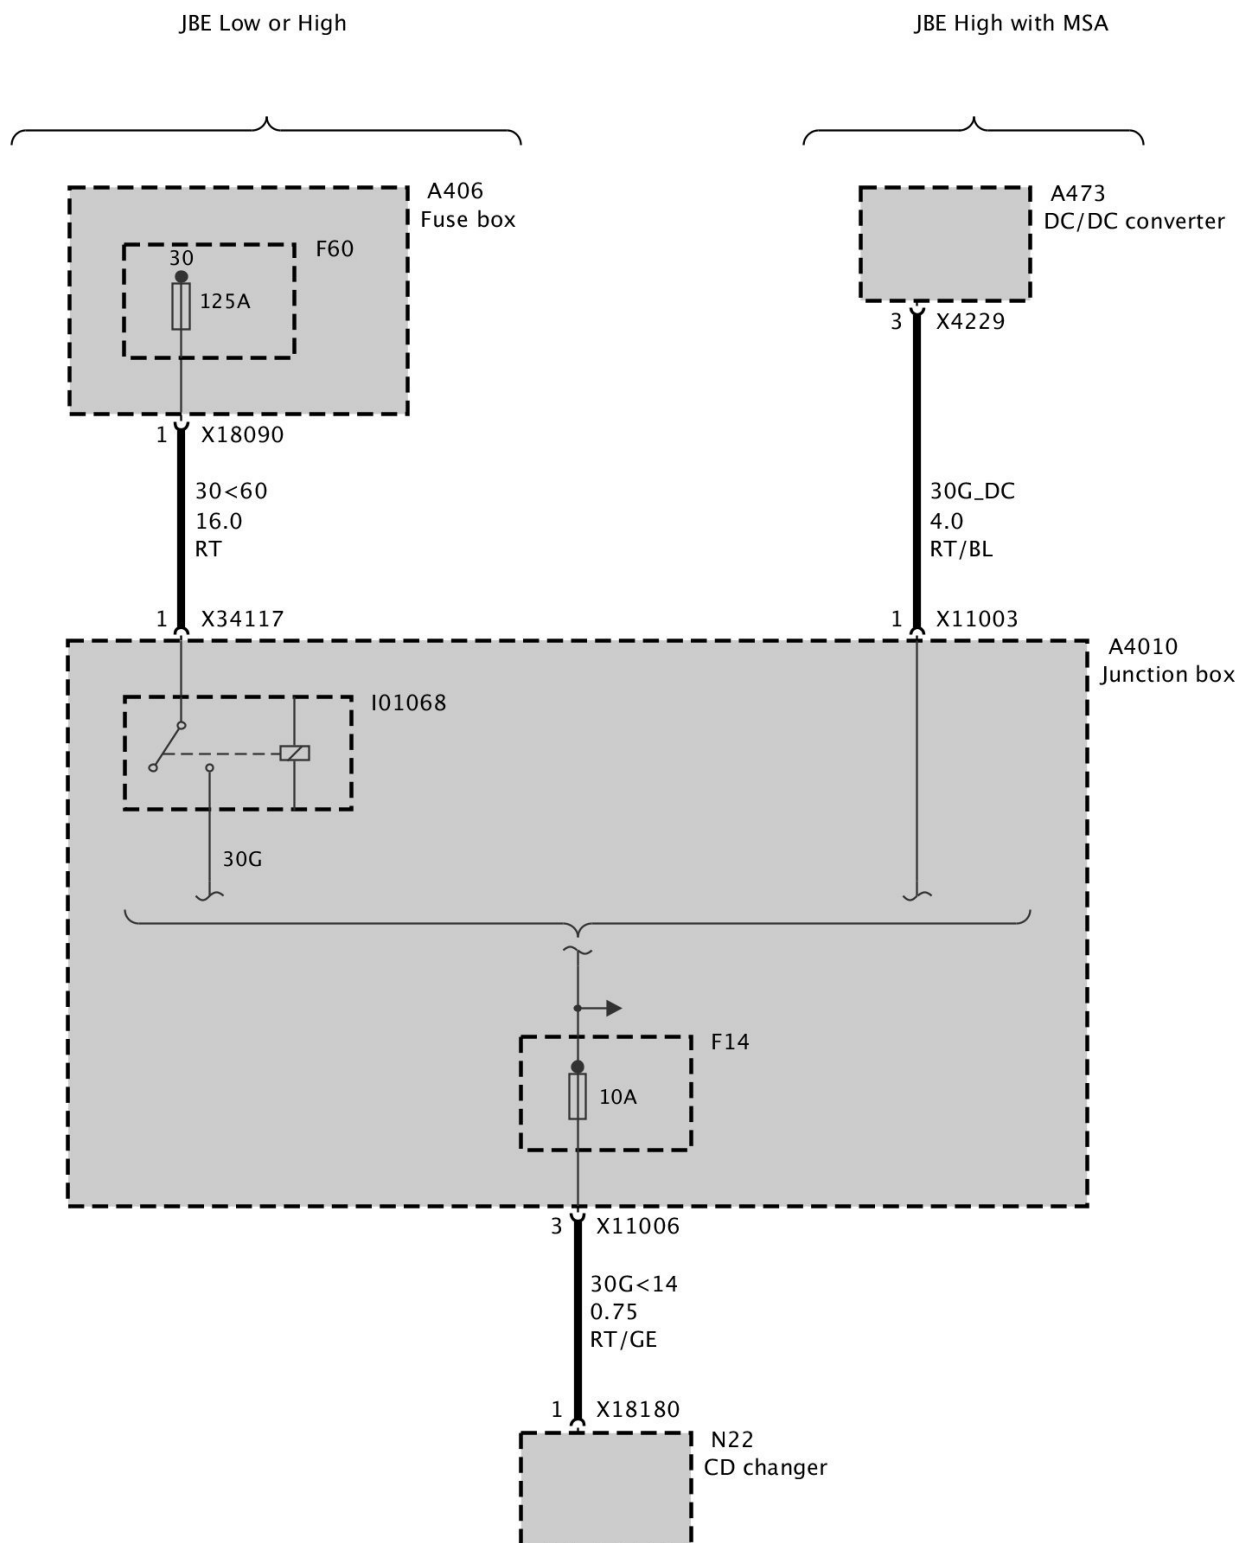 JBE Low or High
JBE High with MSA
A406
Fuse box
F60
30
125A
A473
DC/DC converter
3 X4229
1 X18090
30<60
16.0
RT
30G_DC
4.0
RT/BL
1 X34117
1 X11003
A4010
Junction box
I01068
30G
F14
10A
3 X11006
30G<14
0.75
RT/GE
1 X18180
N22
CD changer